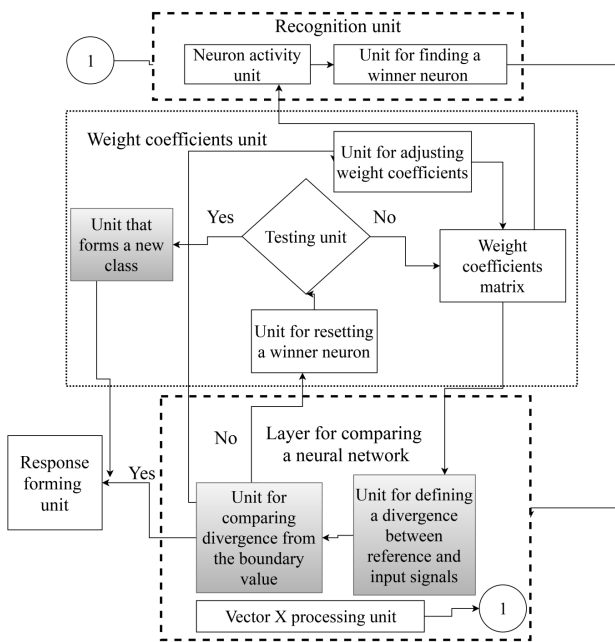 Recognition unit
1
Neuron activity
unit
Unit for finding a
winner neuron
Weight coefficients unit
Unit for adjusting
weight coefficients
Unit that
forms a new
class
Yes
Testing unit
No
Weight
coefficients
matrix
Unit for resetting
a winner neuron
No
Layer for comparing
a neural network
Response
forming
unit
Yes
Unit for
comparing
divergence from
the boundary
value
Unit for defining
a divergence
between
reference and
input signals
Vector X processing unit
1